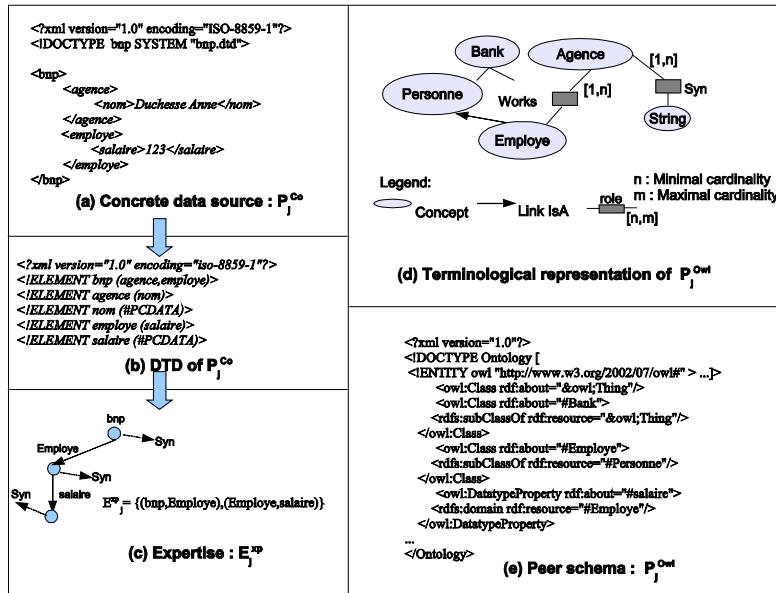 <?xml version="1.0" encoding="ISO-8859-1"?>
<!DOCTYPE bnp SYSTEM "bnp.dtd">
<bnp>
<agence>
<nom>Duchesse Anne</nom>
</agence>
<employe>
<salaire>123</salaire>
</employe>
</bnp>
(a) Concrete data source : P_j^Co
<?xml version="1.0" encoding="iso-8859-1"?>
<!ELEMENT bnp (agence,employe)>
<!ELEMENT agence (nom)>
<!ELEMENT nom (#PCDATA)>
<!ELEMENT employe (salaire)>
<!ELEMENT salaire (#PCDATA)>
(b) DTD of P_j^Co
bnp
Employe
Syn
Syn
Syn
salaire
E^xp_j = {(bnp,Employe),(Employe,salaire)}
(c) Expertise : E_j^xp
Bank
Agence
[1,n]
Personne
Works
[1,n]
Syn
String
Employe
Legend:
n : Minimal cardinality
m : Maximal cardinality
Concept
Link IsA
role
[n,m]
(d) Terminological representation of P_j^Owl
<?xml version="1.0"?>
<!DOCTYPE Ontology [
<!ENTITY owl "http://www.w3.org/2002/07/owl#" > ...]>
<owl:Class rdf:about="&owl;Thing"/>
<owl:Class rdf:about="#Bank">
<rdfs:subClassOf rdf:resource="&owl;Thing"/>
</owl:Class>
<owl:Class rdf:about="#Employe">
<rdfs:subClassOf rdf:resource="#Personne"/>
</owl:Class>
<owl:DatatypeProperty rdf:about="#salaire">
<rdfs:domain rdf:resource="#Employe"/>
</owl:DatatypeProperty>
...
</Ontology>
(e) Peer schema : P_j^Owl